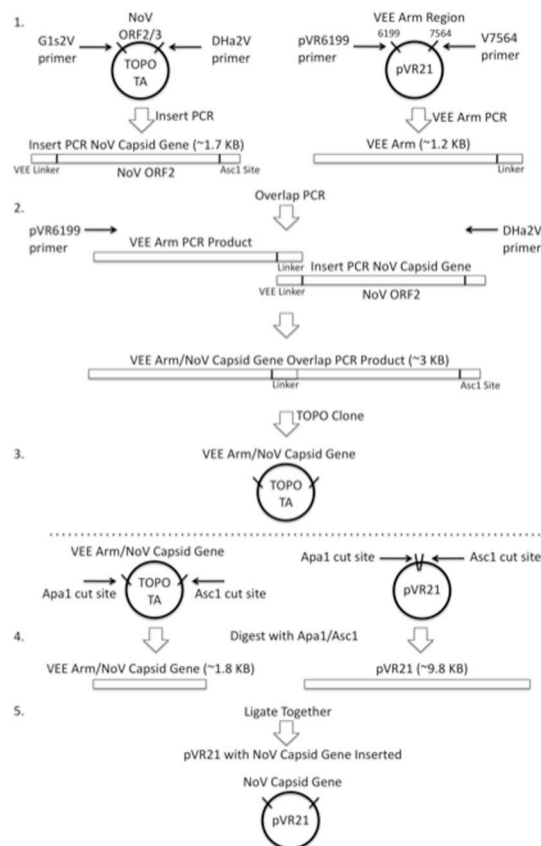 1.
NoV
ORF2/3
G1s2V
primer
DHa2V
primer
TOPO
TA
VEE Arm Region
pVR6199
primer
6199
7564
V7564
primer
pVR21
Insert PCR
VEE Arm PCR
Insert PCR NoV Capsid Gene (~1.7 KB)
VEE Linker
NoV ORF2
Asc1 Site
VEE Arm (~1.2 KB)
Linker
Overlap PCR
2.
pVR6199
primer
DHa2V
primer
VEE Arm PCR Product
Linker
Insert PCR NoV Capsid Gene
VEE Linker
NoV ORF2
VEE Arm/NoV Capsid Gene Overlap PCR Product (~3 KB)
Linker
Asc1 Site
TOPO Clone
3.
VEE Arm/NoV Capsid Gene
TOPO
TA
VEE Arm/NoV Capsid Gene
Apa1 cut site
TOPO
TA
Asc1 cut site
Apa1 cut site
Asc1 cut site
pVR21
4.
Digest with Apa1/Asc1
VEE Arm/NoV Capsid Gene (~1.8 KB)
pVR21 (~9.8 KB)
5.
Ligate Together
pVR21 with NoV Capsid Gene Inserted
NoV Capsid Gene
pVR21